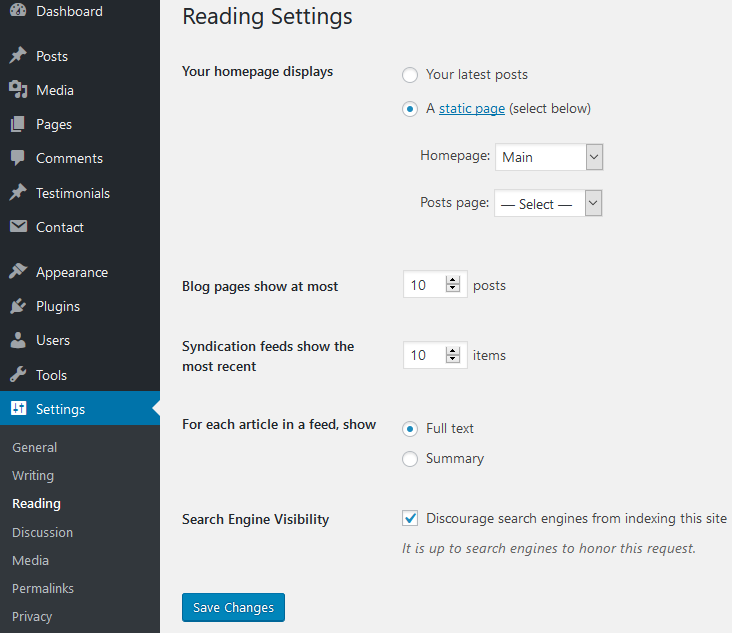 Dashboard
Posts
Media
Pages
Comments
Testimonials
Contact
Appearance
Plugins
Users
Tools
Settings
General
Writing
Reading
Discussion
Media
Permalinks
Privacy
Reading Settings
Your homepage displays
Your latest posts
A static page (select below)
Homepage: Main
Posts page: — Select —
Blog pages show at most
10 posts
Syndication feeds show the
most recent
10 items
For each article in a feed, show
Full text
Summary
Search Engine Visibility
Discourage search engines from indexing this site
It is up to search engines to honor this request.
Save Changes